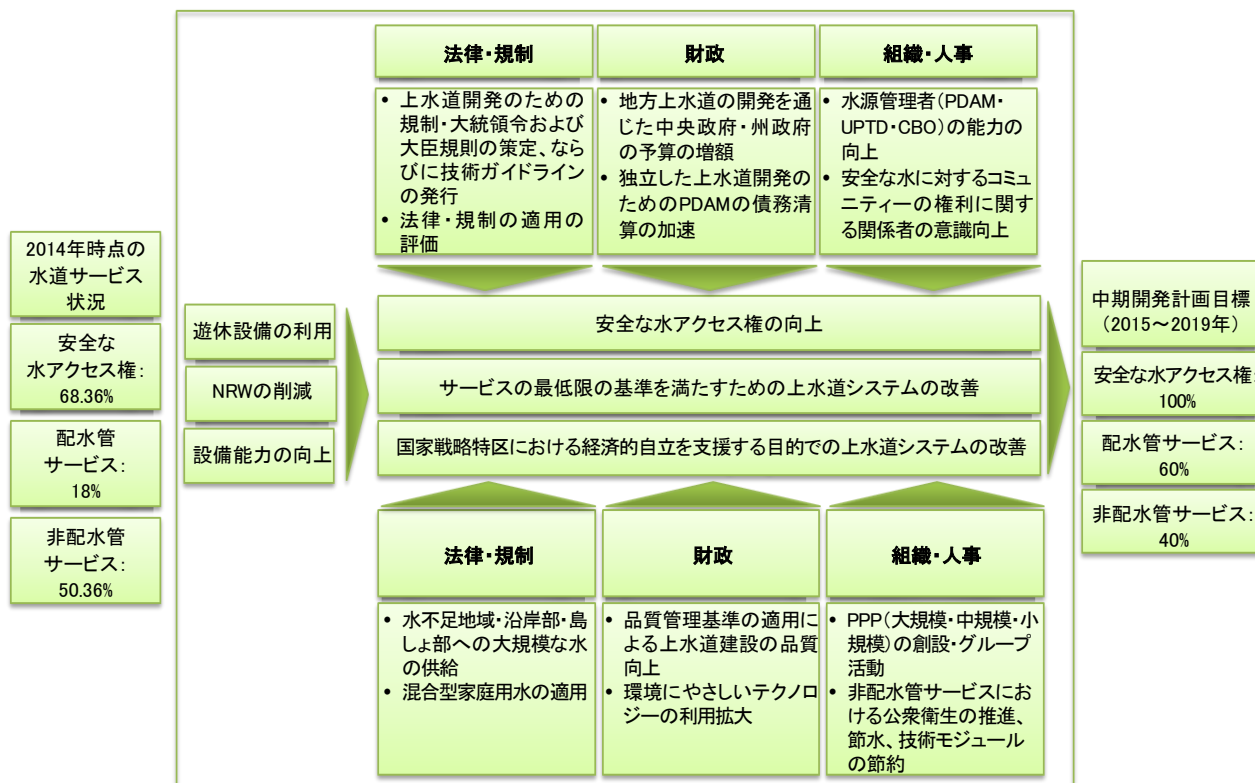 法律・規制
財政
組織・人事
• 上水道開発のための
規制・大統領令および
大臣規則の策定、なら
びに技術ガイドライン
の発行
• 法律・規制の適用の
評価
• 地方上水道の開発を通
じた中央政府・州政府
の予算の増額
• 独立した上水道開発の
ためのPDAMの債務清
算の加速
• 水源管理者(PDAM・
UPTD・CBO)の能力の
向上
• 安全な水に対するコミュ
ニティーの権利に関す
る関係者の意識向上
2014年時点の
水道サービス
状況
安全な
水アクセス権:
68.36%
配水管
サービス:
18%
非配水管
サービス:
50.36%
遊休設備の利用
NRWの削減
設備能力の向上
安全な水アクセス権の向上
サービスの最低限の基準を満たすための上水道システムの改善
国家戦略特区における経済的自立を支援する目的での上水道システムの改善
中期開発計画目標
(2015～2019年)
安全な水アクセス権:
100%
配水管サービス:
60%
非配水管サービス:
40%
法律・規制
財政
組織・人事
• 水不足地域・沿岸部・島
しょ部への大規模な水
の供給
• 混合型家庭用水の適用
• 品質管理基準の適用に
よる上水道建設の品質
向上
• 環境にやさしいテクノロ
ジーの利用拡大
• PPP(大規模・中規模・小
規模)の創設・グループ
活動
• 非配水管サービスにお
ける公衆衛生の推進、
節水、技術モジュール
の節約